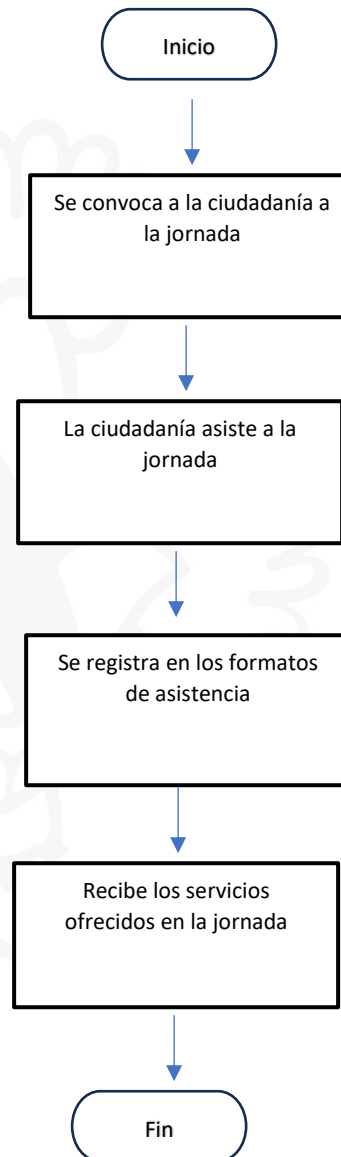 Inicio
Se convoca a la ciudadanía a
la jornada
La ciudadanía asiste a la
jornada
Se registra en los formatos
de asistencia
Recibe los servicios
ofrecidos en la jornada
Fin